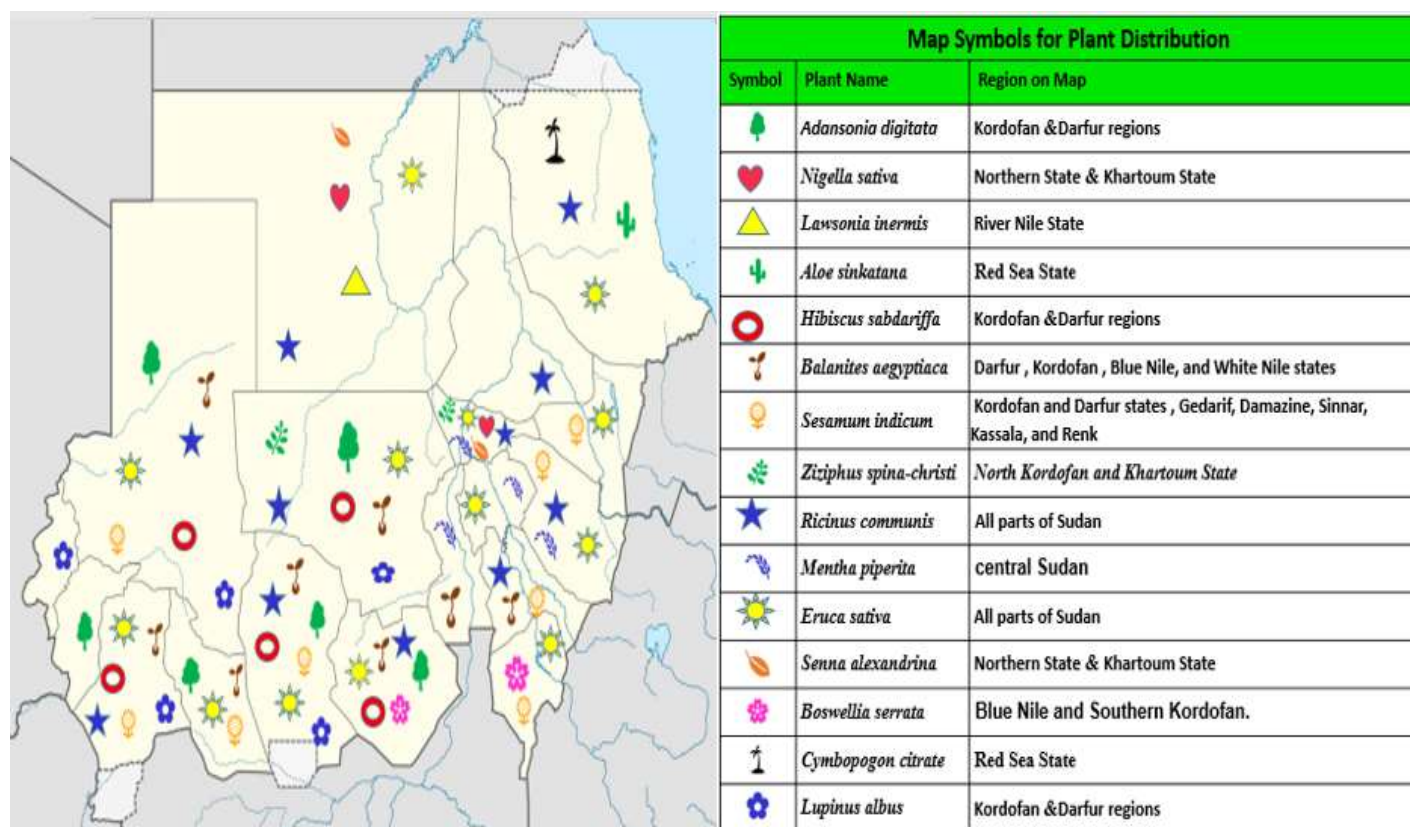 Map Symbols for Plant Distribution
Symbol Plant Name Region on Map
Adansonia digitata Kordofan &Darfur regions
Nigella sativa Northern State & Khartoum State
Lawsonia inermis River Nile State
Aloe sinkatana Red Sea State
Hibiscus sabdariffa Kordofan &Darfur regions
Balanites aegyptiaca Darfur , Kordofan , Blue Nile, and White Nile states
Sesamum indicum Kordofan and Darfur states , Gedarif, Damazine, Sinnar,
Kassala, and Renk
Ziziphus spina-christi North Kordofan and Khartoum State
Ricinus communis All parts of Sudan
Mentha piperita central Sudan
Eruca sativa All parts of Sudan
Senna alexandrina Northern State & Khartoum State
Boswellia serrata Blue Nile and Southern Kordofan.
Cymbopogon citrate Red Sea State
Lupinus albus Kordofan &Darfur regions